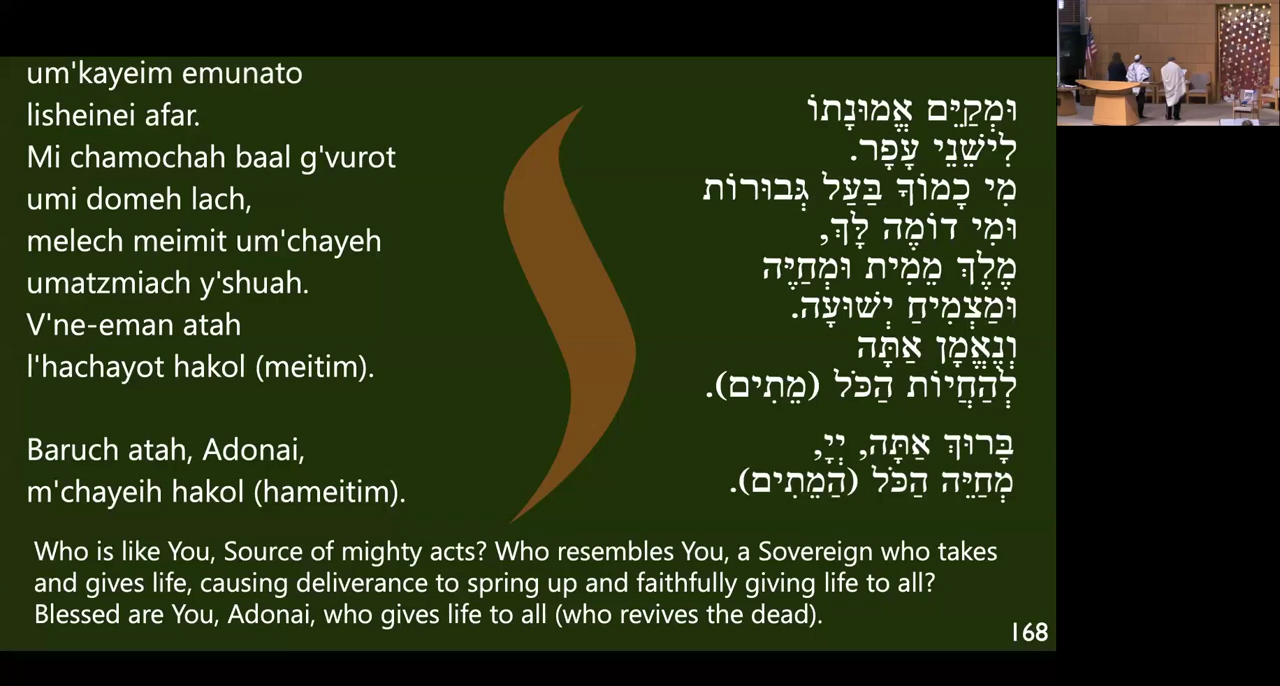 um'kayeim emunato
lisheinei afar.
Mi chamochah baal g'vurot
umi domeh lach,
melech meimit um'chayeh
umatzmiach y'shuah.
V'ne-eman atah
l'hachayot hakol (meitim).
Baruch atah, Adonai,
m'chayeih hakol (hameitim).
וּמְקַיֵּם אֱמוּנָתוֹ
לִישֵׁנֵי עָפָר.
מִי כָמוֹךָ בַּעַל גְּבוּרוֹת
וּמִי דוֹמֶה לָּךְ,
מֶלֶךְ מֵמִית וּמְחַיֶּה
וּמַצְמִיחַ יְשׁוּעָה.
וְנֶאֱמָן אַתָּה
לְהַחֲיוֹת הַכֹּל (מֵתִים).
בָּרוּךְ אַתָּה, יְיָ,
מְחַיֵּה הַכֹּל (הַמֵּתִים).
Who is like You, Source of mighty acts? Who resembles You, a Sovereign who takes
and gives life, causing deliverance to spring up and faithfully giving life to all?
Blessed are You, Adonai, who gives life to all (who revives the dead).
168